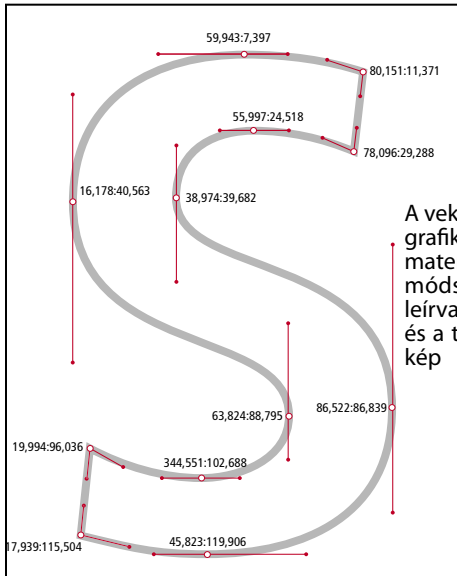 59,943:7,397
80,151:11,371
55,997:24,518
78,096:29,288
16,178:40,563
38,974:39,682
A vek
grafik
mate
móds
leírva
és a t
kép
63,824:88,795
86,522:86,839
19,994:96,036
344,551:102,688
17,939:115,504
45,823:119,906